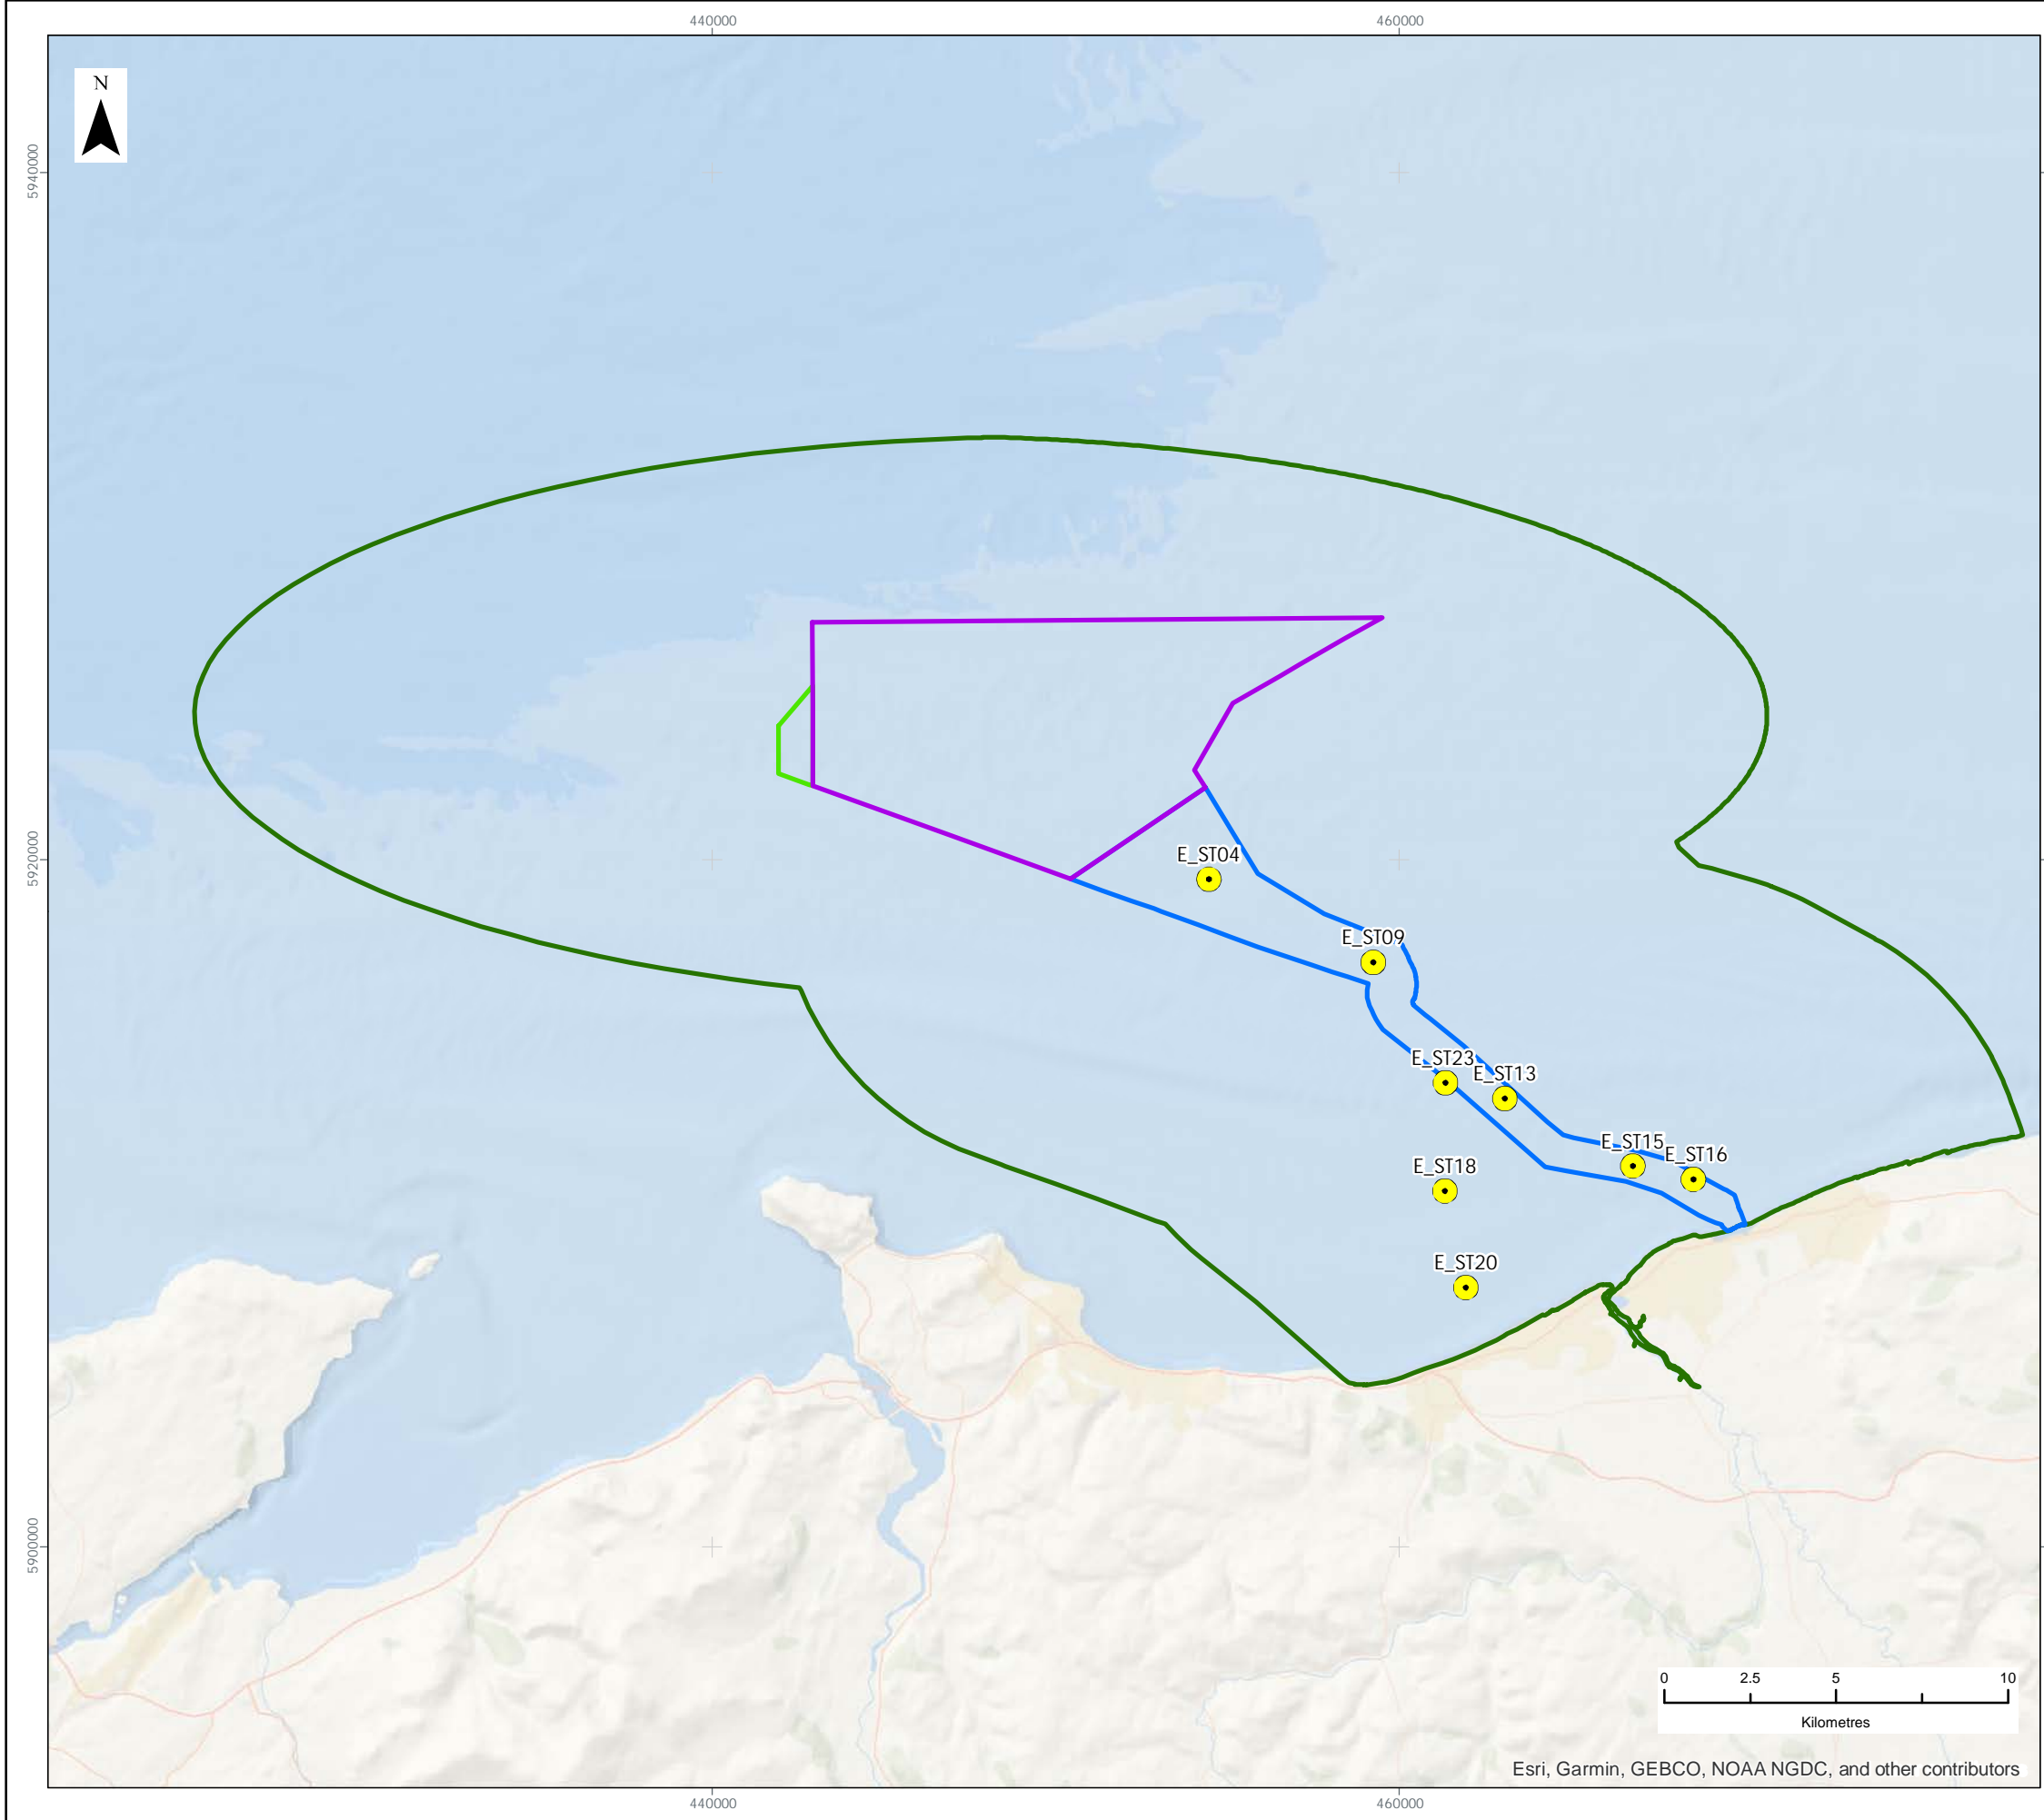 440000 460000
N
5940000
5920000
E_ST04
E_ST09
E_ST23
E_ST13
E_ST15
E_ST16
E_ST18
E_ST20
5900000
0 2.5 5 10
Kilometres
Esri, Garmin, GEBCO, NOAA NGDC, and other contributors
440000 460000